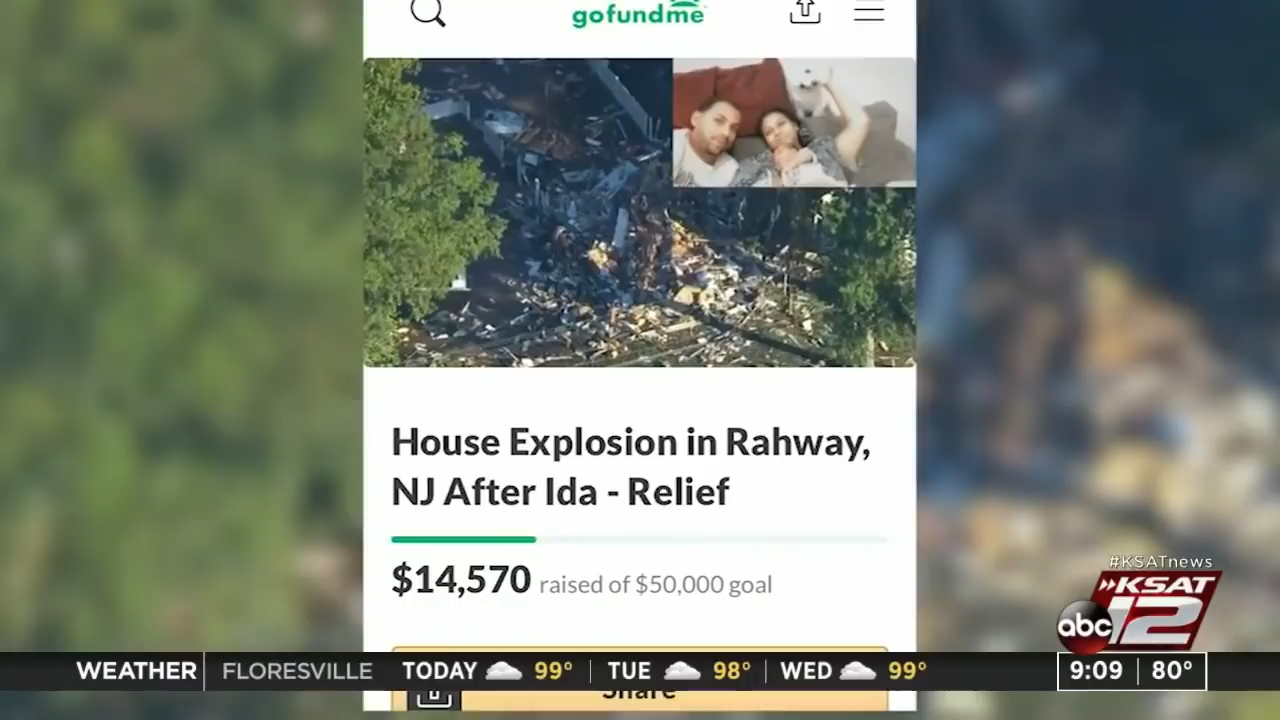 gofundme
House Explosion in Rahway,
NJ After Ida - Relief
$14,570 raised of $50,000 goal
Share
#KSATnews
KSAT
abc 12
WEATHER FLORESVILLE TODAY 99° TUE 98° WED 99° 9:09 80°